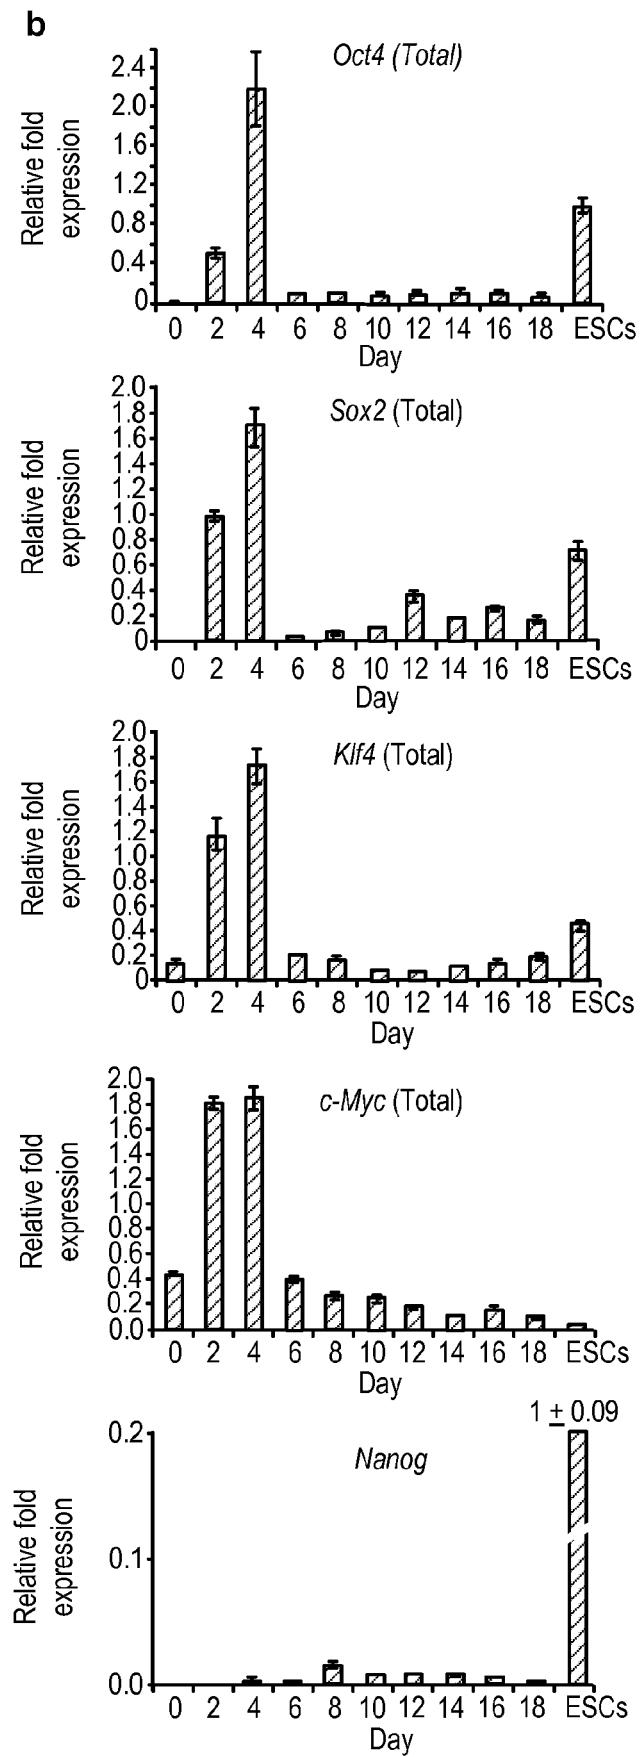 b
Oct4 (Total)
Relative fold
expression
2.4
2.0
1.6
1.2
0.8
0.4
0
0 2 4 6 8 10 12 14 16 18 ESCs
Day
Sox2 (Total)
Relative fold
expression
2.0
1.8
1.6
1.4
1.2
1.0
0.8
0.6
0.4
0.2
0
0 2 4 6 8 10 12 14 16 18 ESCs
Day
Klf4 (Total)
Relative fold
expression
2.0
1.8
1.6
1.4
1.2
1.0
0.8
0.6
0.4
0.2
0
0 2 4 6 8 10 12 14 16 18 ESCs
Day
c-Myc (Total)
Relative fold
expression
2.0
1.8
1.6
1.4
1.2
1.0
0.8
0.6
0.4
0.2
0.0
0 2 4 6 8 10 12 14 16 18 ESCs
Day
1 ± 0.09
Nanog
Relative fold
expression
0.2
0.1
0.0
0 2 4 6 8 10 12 14 16 18 ESCs
Day